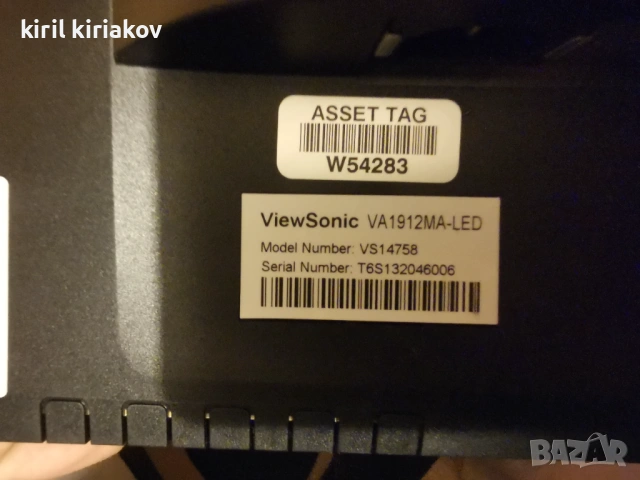 kiril kiriakov
ASSET TAG
W54283
ViewSonic VA1912MA-LED
Model Number: VS14758
Serial Number: T6S132046006
BAZAR